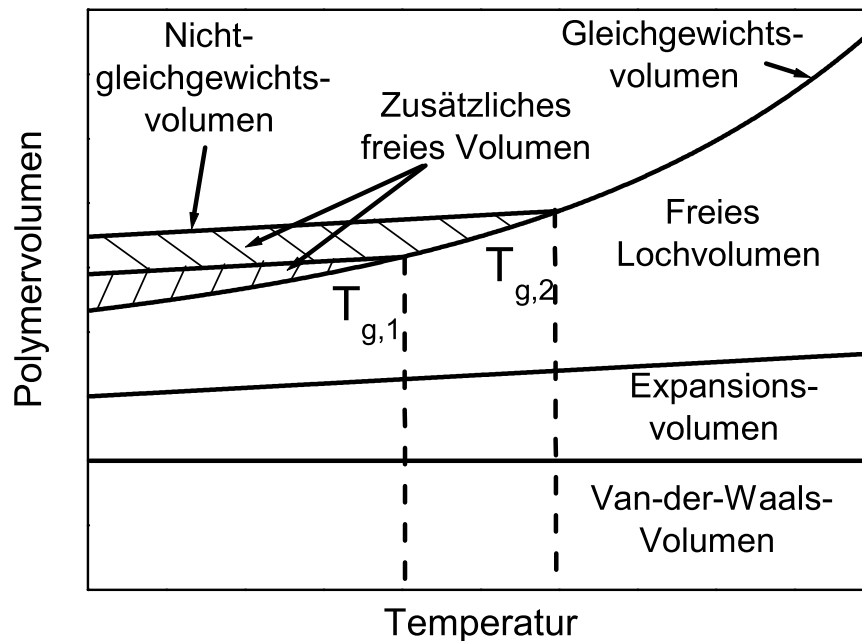 Nicht-
gleichgewichts-
volumen
Zusätzliches
freies Volumen
Gleichgewichts-
volumen
Freies
Lochvolumen
T g,1
T g,2
Expansions-
volumen
Van-der-Waals-
Volumen
Polymervolumen
Temperatur